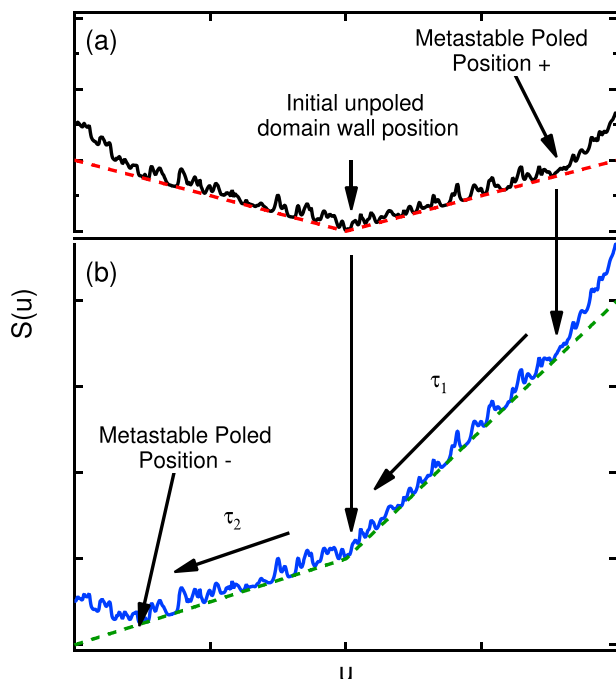 (a)
Metastable Poled
Position +
Initial unpoled
domain wall position
(b)
S(u)
τ1
Metastable Poled
Position -
τ2
u